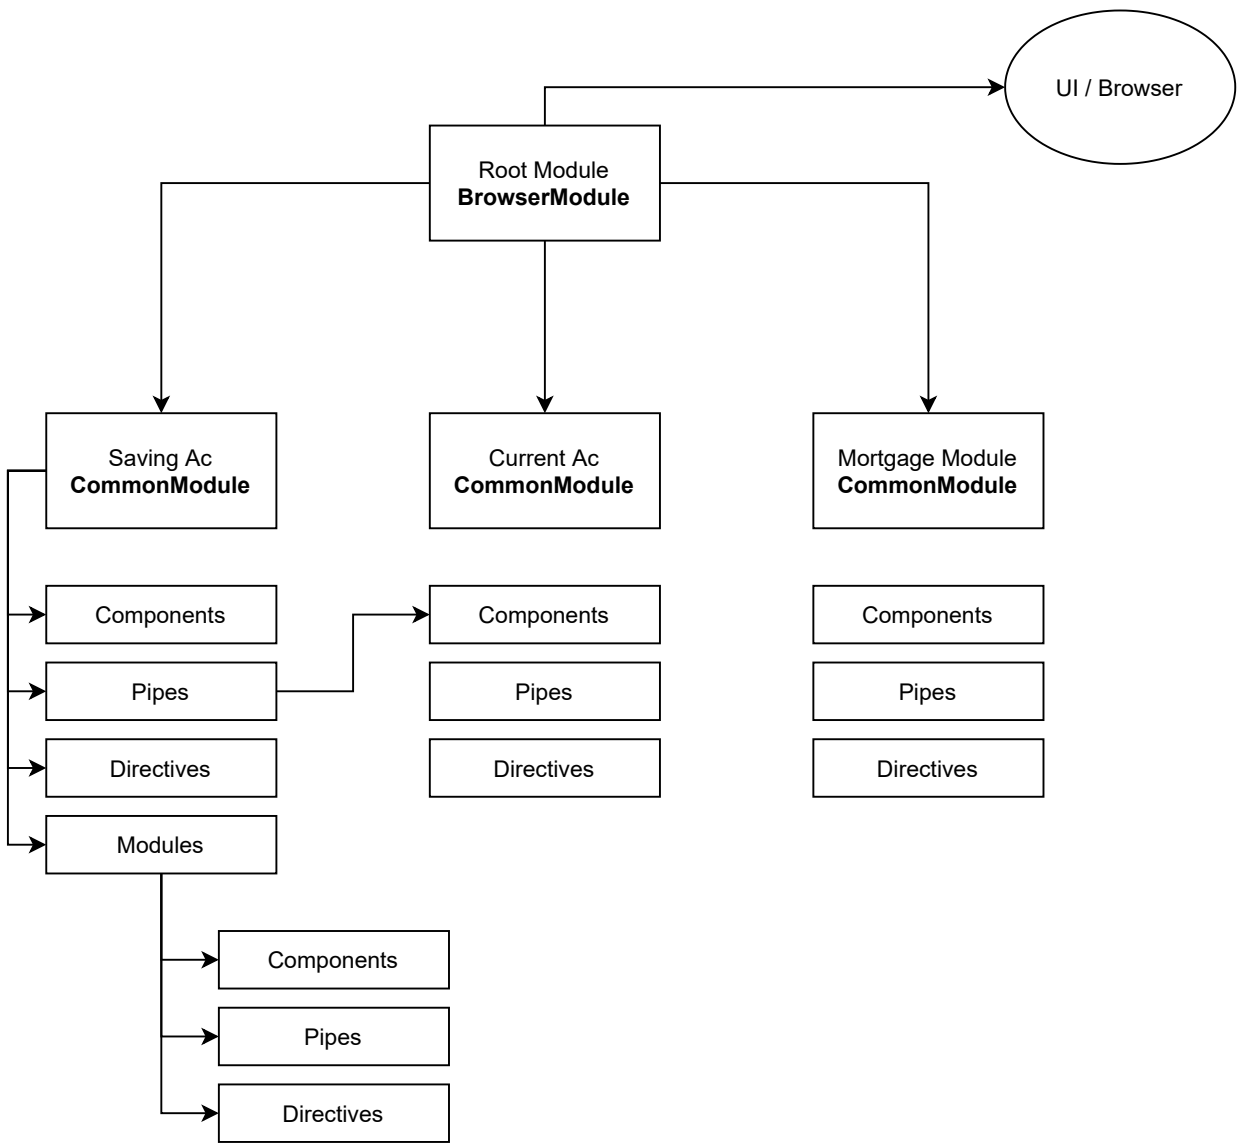 UI / Browser
Root Module
BrowserModule
Saving Ac
CommonModule
Current Ac
CommonModule
Mortgage Module
CommonModule
Components
Components
Components
Pipes
Pipes
Pipes
Directives
Directives
Directives
Modules
Components
Pipes
Directives